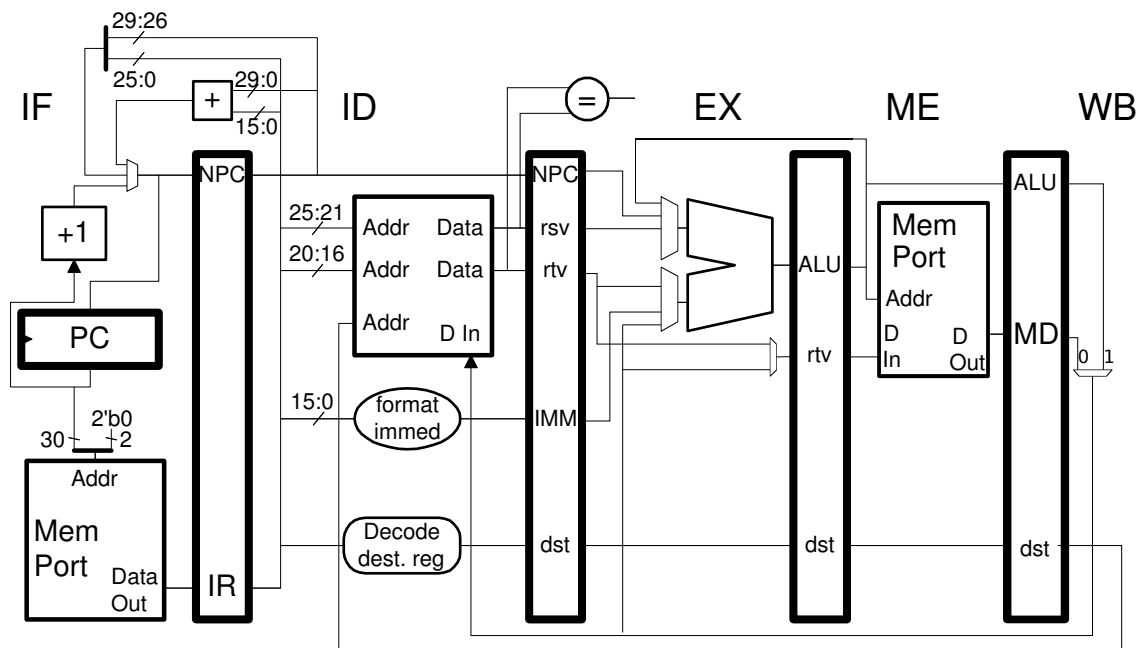 29:26
25:0
29:0
15:0
IF
ID
EX
ME
WB
+
=
NPC
+1
PC
2'b0
30
2
Addr
Mem
Port
Data
Out
IR
25:21
20:16
Addr
Data
Addr
Data
Addr
D In
15:0
format
immed
Decode
dest. reg
NPC
rsv
rtv
IMM
dst
ALU
rtv
dst
Mem
Port
Addr
D
In
D
Out
ALU
MD
dst
0
1